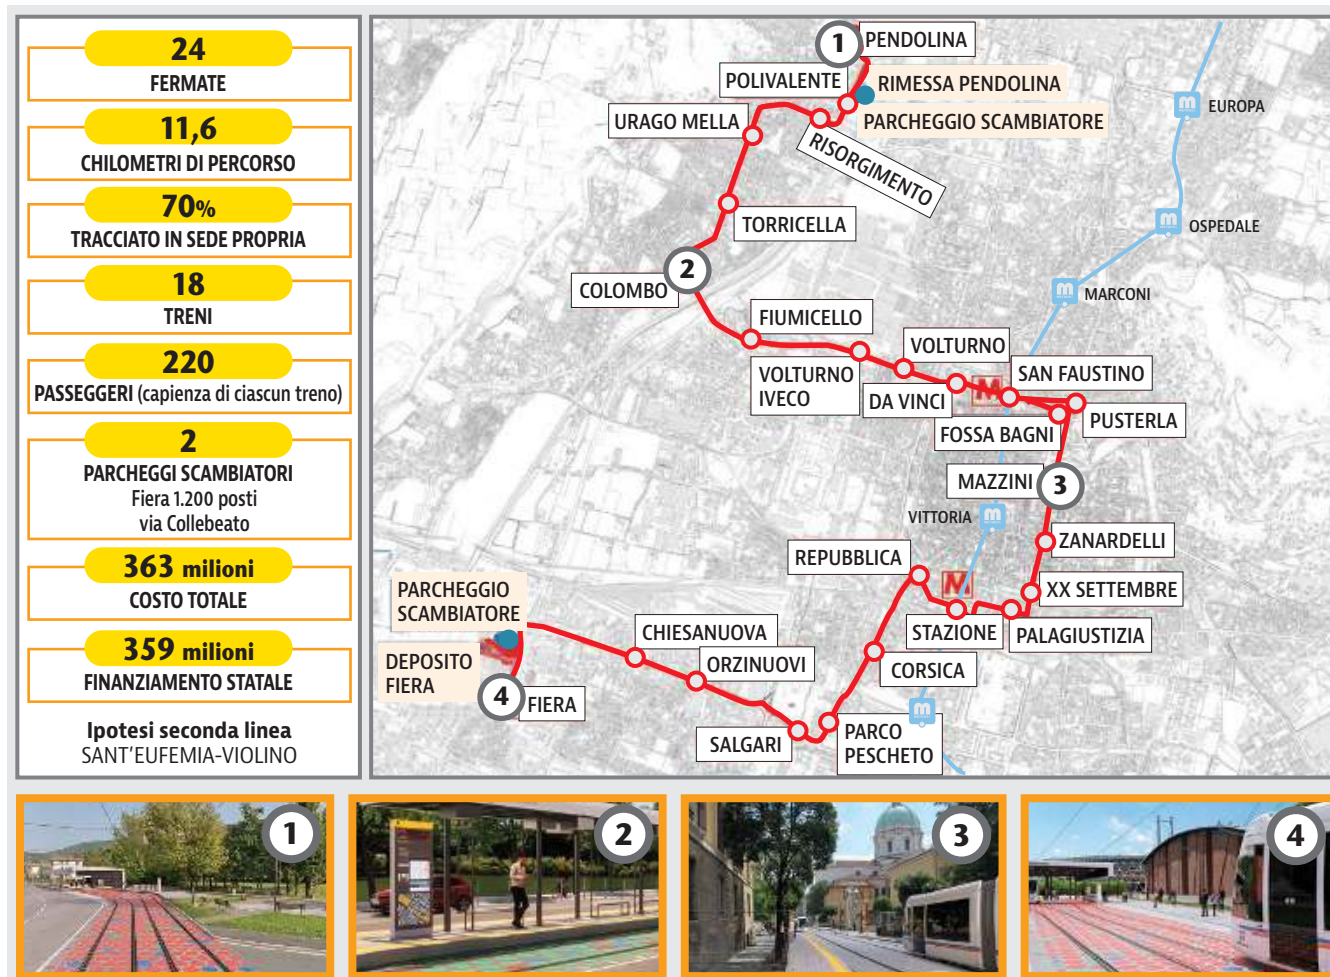 24
FERMATE
11,6
CHILOMETRI DI PERCORSO
70%
TRACCIATO IN SEDE PROPRIA
18
TRENI
220
PASSEGGERI (capienza di ciascun treno)
2
PARCHEGGI SCAMBIATORI
Fiera 1.200 posti
via Collebeato
363 milioni
COSTO TOTALE
359 milioni
FINANZIAMENTO STATALE
Ipotesi seconda linea
SANT'EUFEMIA-VIOLINO
1
PENDOLINA
POLIVALENTE
RIMESSA PENDOLINA
PARCHEGGIO SCAMBIATORE
URAGO MELLA
RISORGIMENTO
m
EUROPA
TORRICELLA
m
OSPEDALE
2
COLOMBO
m
MARCONI
FIUMICELLO
VOLTURNO
VOLTURNO
IVECO
M
SAN FAUSTINO
DA VINCI
PUSTERLA
FOSSA BAGNI
MAZZINI
3
VITTORIA
m
ZANARDELLI
REPUBBLICA
M
XX SETTEMBRE
STAZIONE
PALAGIUSTIZIA
PARCHEGGIO
SCAMBIATORE
CHIESANUOVA
DEPOSITO
FIERA
ORZINUOVI
CORSICA
4
FIERA
m
SALGARI
PARCO
PESCHETO
1
2
3
4